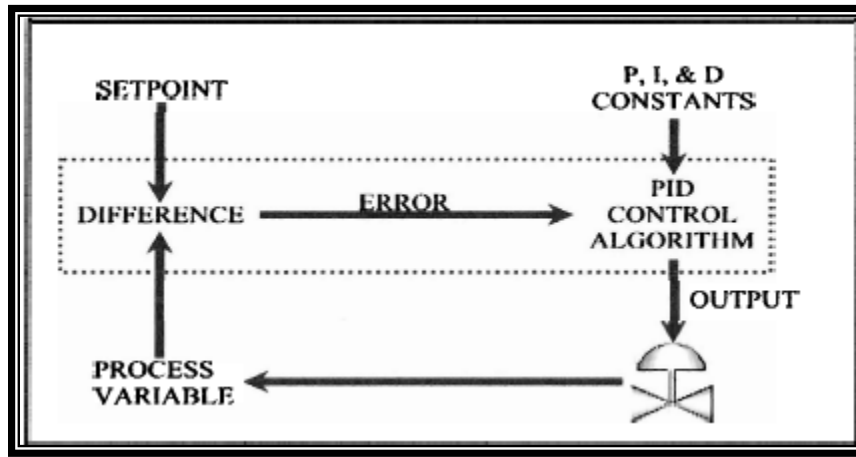 SETPOINT
P, I, & D
CONSTANTS
DIFFERENCE
ERROR
PID
CONTROL
ALGORITHM
OUTPUT
PROCESS
VARIABLE